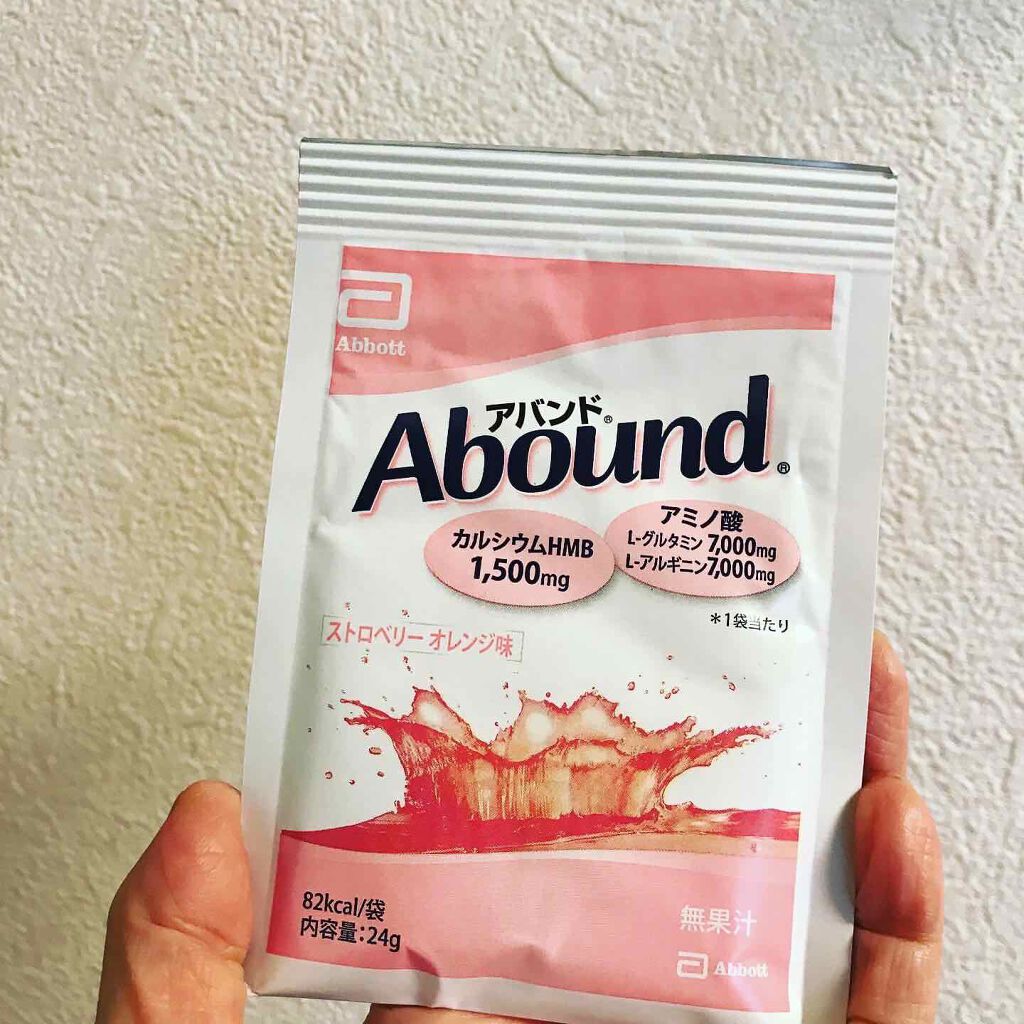 Abbott
アバンド®
Abound®
カルシウムHMB
1,500mg
アミノ酸
L-グルタミン 7,000mg
L-アルギニン7,000mg
*1袋当たり
ストロベリー オレンジ味
82kcal/袋
内容量：24g
無果汁
Abbott